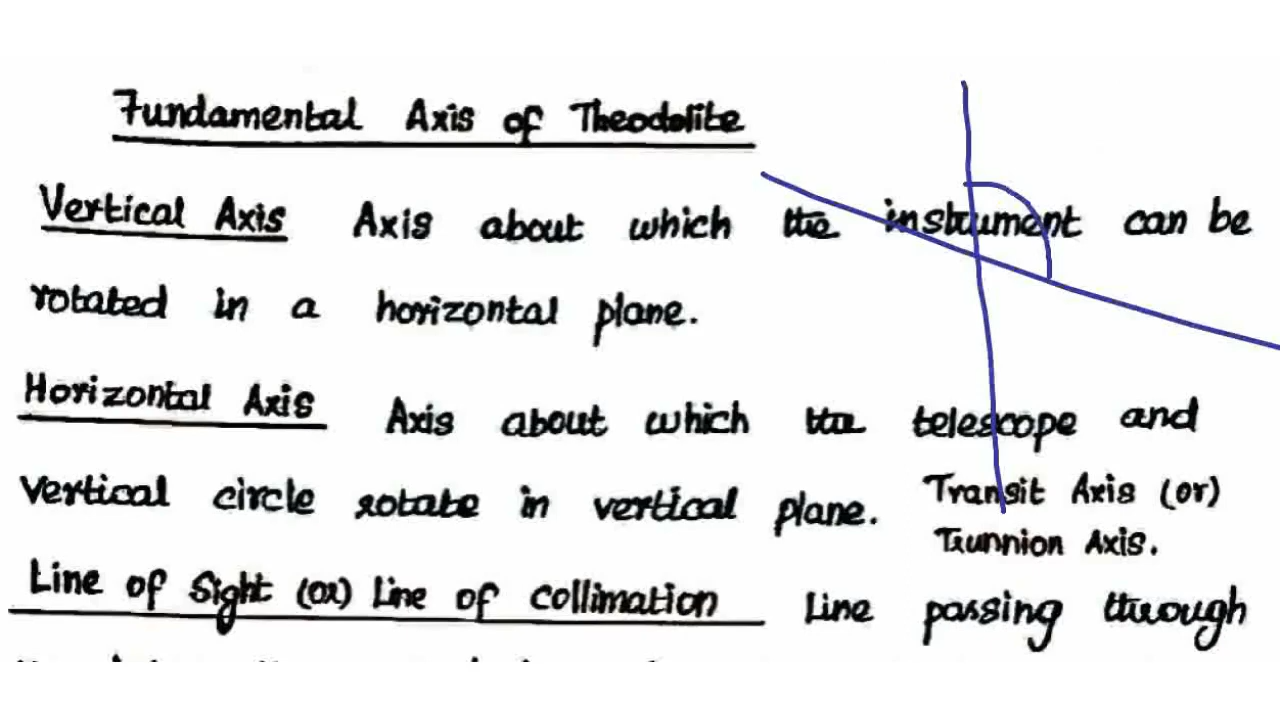 Fundamental Axis of Theodolite
Vertical Axis Axis about which the instrument can be
rotated in a horizontal plane.
Horizontal Axis Axis about which the telescope and
vertical circle rotate in vertical plane. Transit Axis (or)
Trunnion Axis.
Line of Sight (or) Line of collimation Line passing through